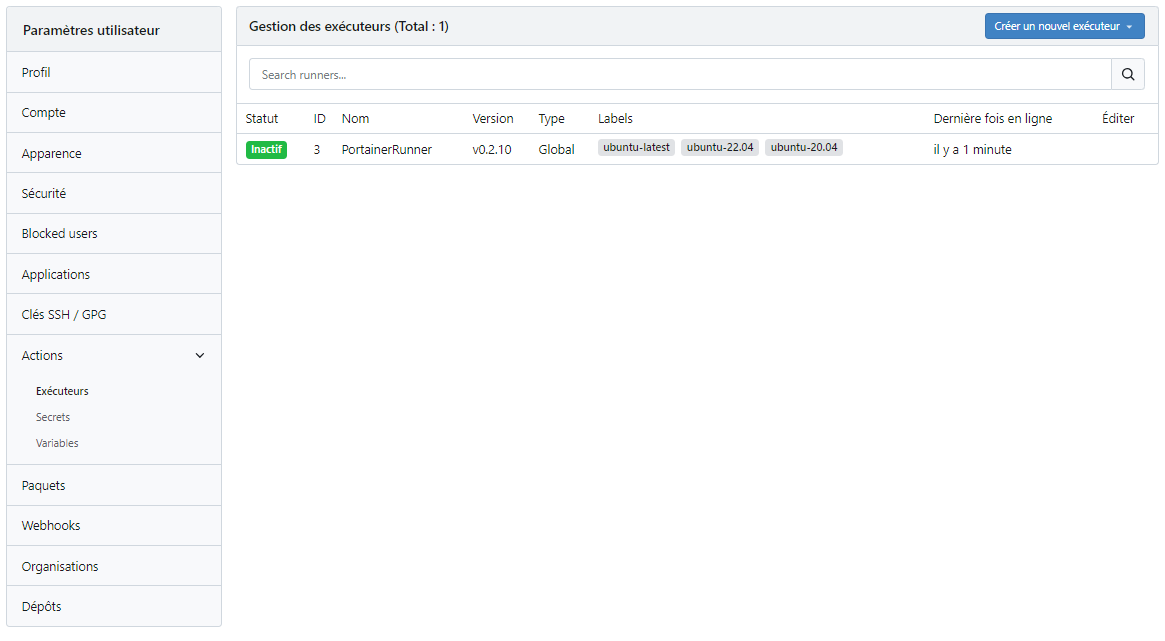 Paramètres utilisateur
Profil
Compte
Apparence
Sécurité
Blocked users
Applications
Clés SSH / GPG
Actions
Exécuteurs
Secrets
Variables
Paquets
Webhooks
Organisations
Dépôts
Gestion des exécuteurs (Total : 1) Créer un nouvel exécuteur
Search runners...
Statut ID Nom Version Type Labels Dernière fois en ligne Éditer
Inactif 3 PortainerRunner v0.2.10 Global ubuntu-latest ubuntu-22.04 ubuntu-20.04 il y a 1 minute